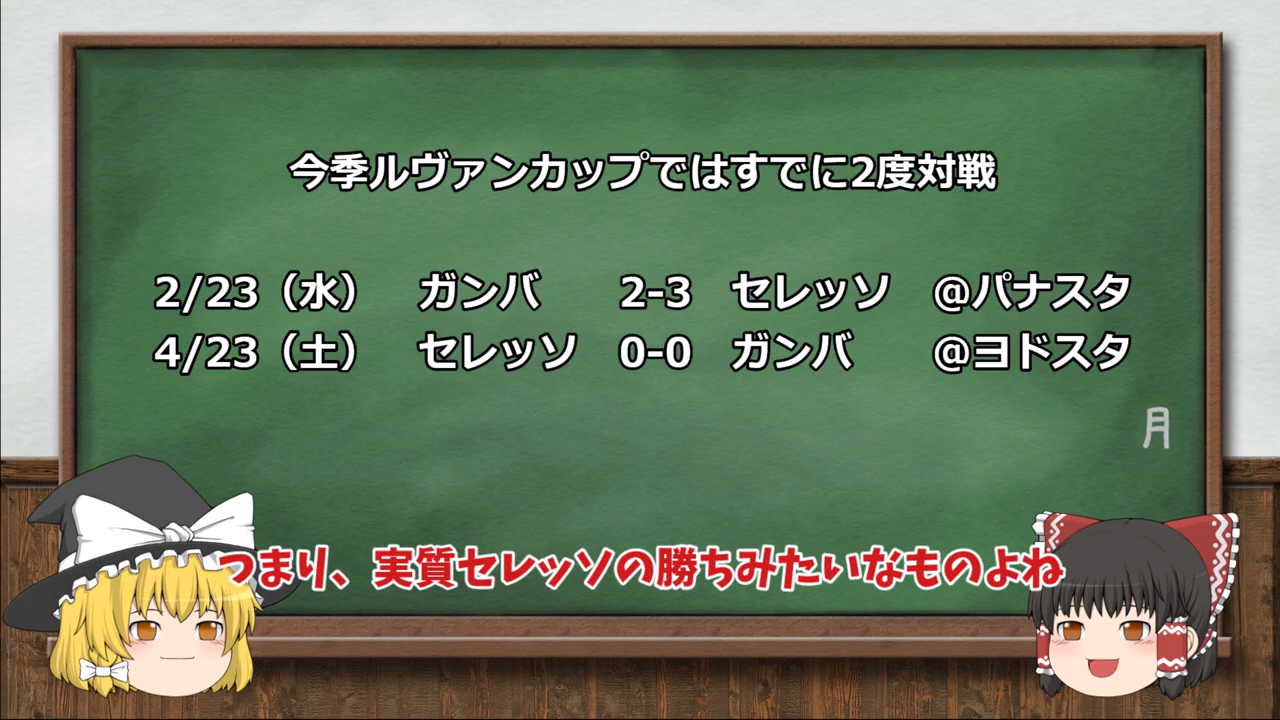 今季ルヴァンカップではすでに2度対戦
2/23（水） ガンバ 2-3 セレッソ @パナスタ
4/23（土） セレッソ 0-0 ガンバ @ヨドスタ
月
つまり、実質セレッソの勝ちみたいなものよね